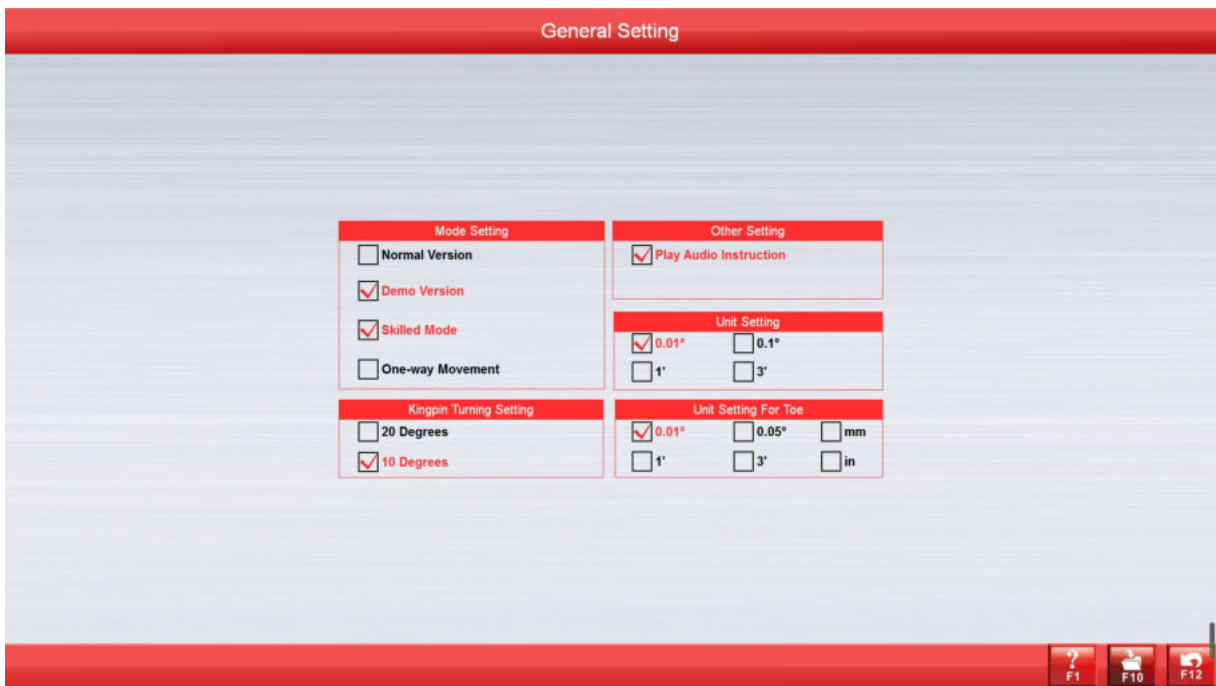 General Setting
Mode Setting
Normal Version
Demo Version
Skilled Mode
One-way Movement
Other Setting
Play Audio Instruction
Unit Setting
0.01° 0.1°
1' 3'
Kingpin Turning Setting
20 Degrees
10 Degrees
Unit Setting For Toe
0.01° 0.05° mm
1' 3' in
? F1
F10
F12